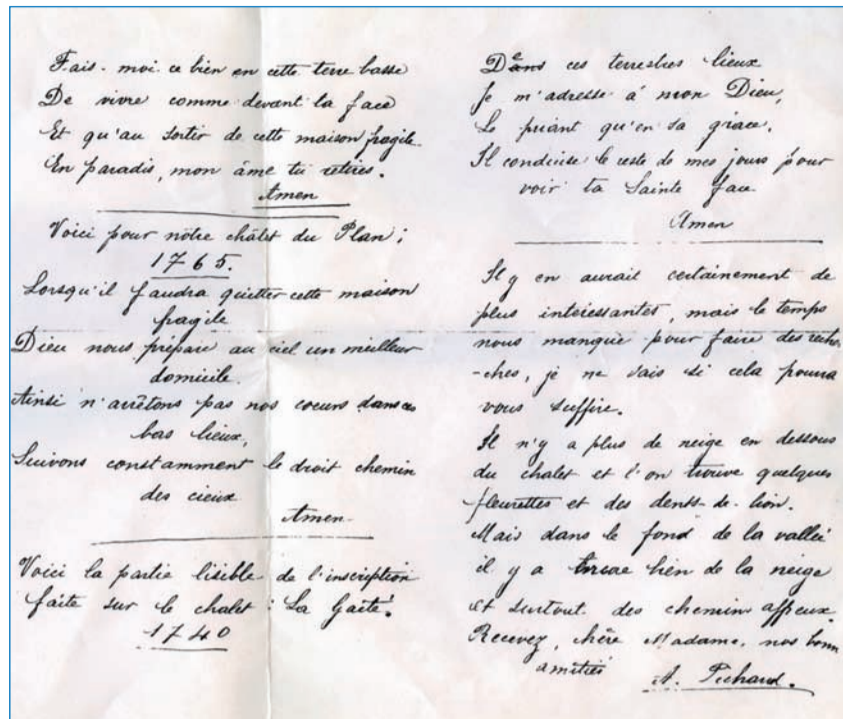 Fais-moi ce bien en cette terre basse
De vivre comme devant ta face
Et qu'au sortir de cette maison fragile
En paradis, mon âme tu retires.
Amen
Voici pour nôtre châlet du Plan;
1765.
Lorsqu'il faudra quitter cette maison
fragile
Dieu nous prépare au ciel un meilleur
domicile.
Ainsi n'arrêtons pas nos coeurs dans ces
bas lieux,
Suivons constamment le droit chemin
des cieux
Amen
Voici la partie lisible de l'inscription
faite sur le chalet: La Gaîté.
1740
De ces terrestres lieux
Je m'adresse à mon Dieu,
Le priant qu'en sa grâce,
Il conduise le reste de mes jours pour
voir ta Sainte face
Amen
Il y en aurait certainement de
plus intéressantes, mais le temps
nous manque pour faire des recher-
-ches, je ne sais si cela pourra
vous suffire.
Il n'y a plus de neige en dessous
du chalet et l'on trouve quelques
fleurettes et des dents-de-lion.
Mais dans le fond de la vallée
il y a encore bien de la neige
et surtout des chemins affreux.
Recevez, chère Madame, nos bonnes
amitiés
A. Pichard.